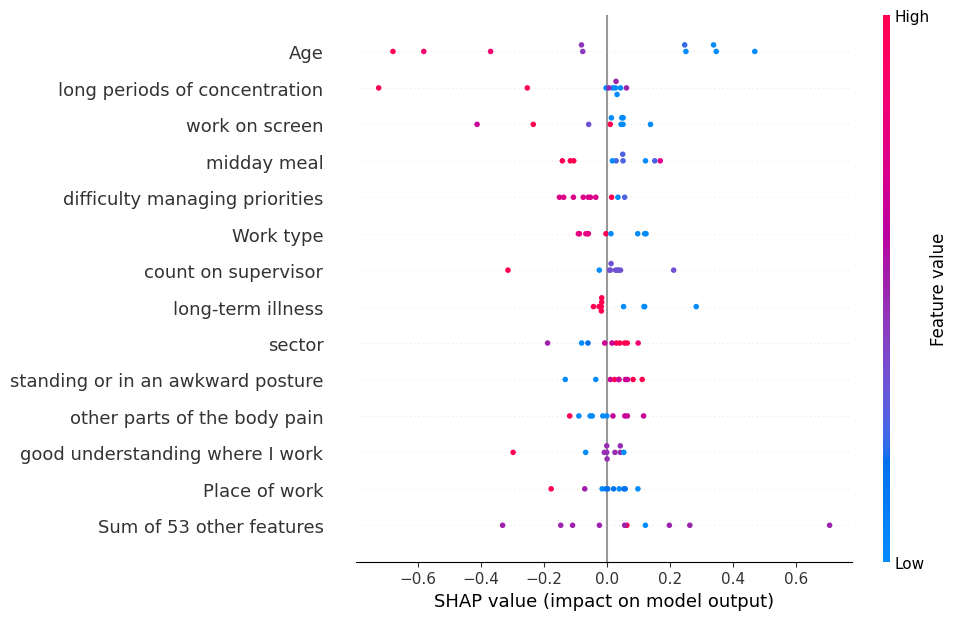 High
Age
long periods of concentration
work on screen
midday meal
difficulty managing priorities
Work type
count on supervisor
long-term illness
sector
standing or in an awkward posture
other parts of the body pain
good understanding where I work
Place of work
Sum of 53 other features
Feature value
Low
−0.6 −0.4 −0.2 0.0 0.2 0.4 0.6
SHAP value (impact on model output)